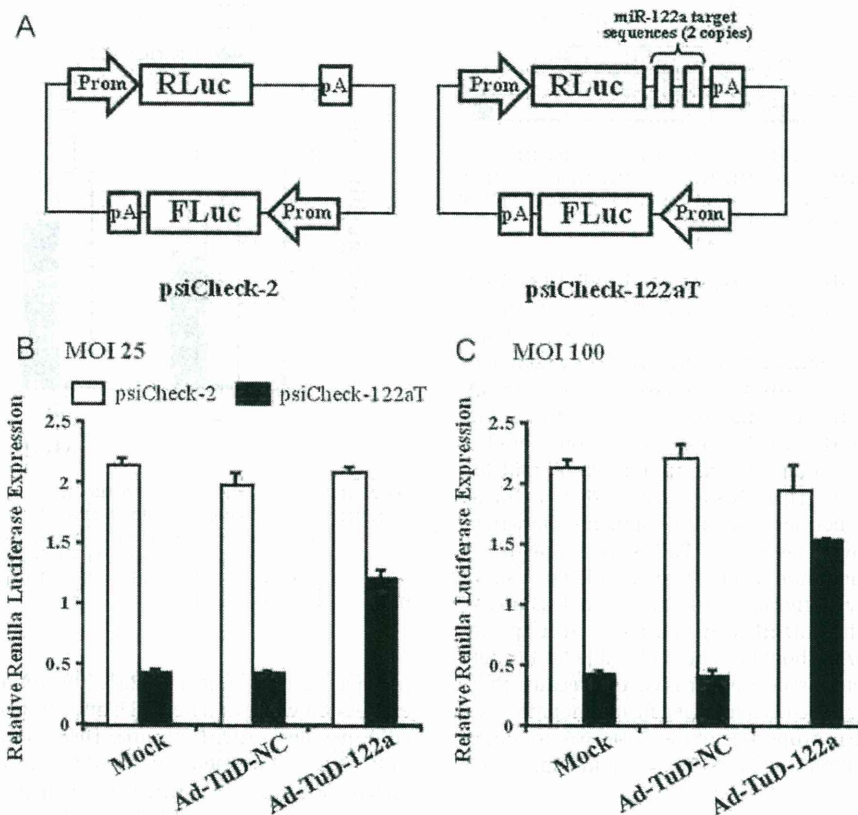 A
miR-122a target
sequences (2 copies)
Prom RLuc pA
pA FLuc Prom
psiCheck-2
Prom RLuc pA
pA FLuc Prom
psiCheck-122aT
B MOI 25
psiCheck-2 psiCheck-122aT
Relative Renilla Luciferase Expression
2.5
2
1.5
1
0.5
0
Mock
Ad-TuD-NC
Ad-TuD-122a
C MOI 100
Relative Renilla Luciferase Expression
2.5
2
1.5
1
0.5
0
Mock
Ad-TuD-NC
Ad-TuD-122a